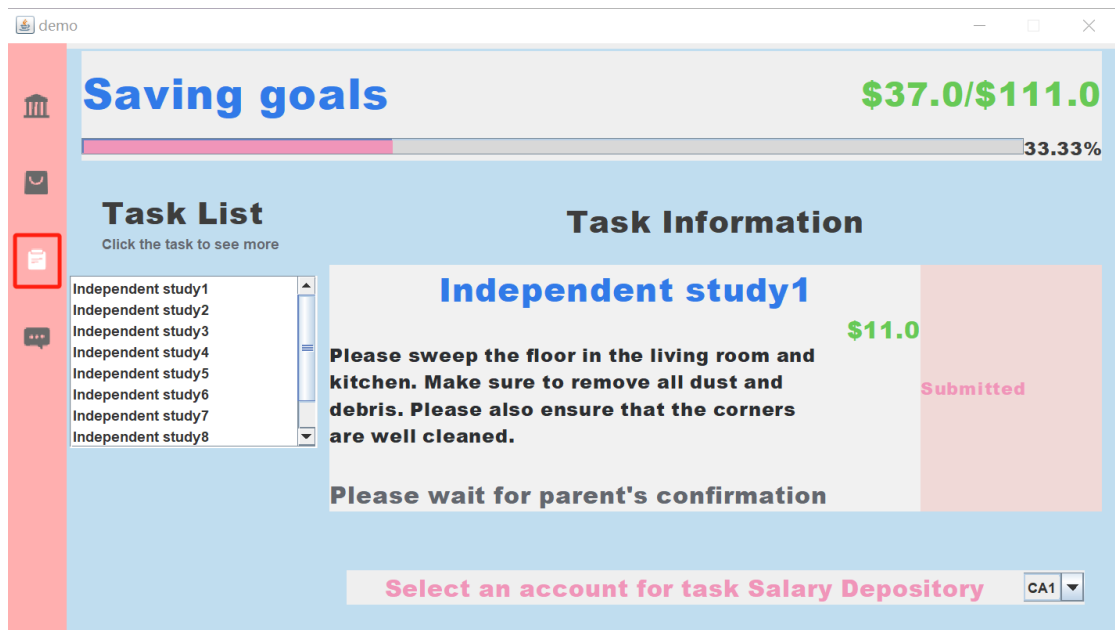 demo
Saving goals
$37.0/$111.0
33.33%
Task List
Click the task to see more
Task Information
Independent study1
Independent study2
Independent study3
Independent study4
Independent study5
Independent study6
Independent study7
Independent study8
Independent study1
$11.0
Please sweep the floor in the living room and
kitchen. Make sure to remove all dust and
debris. Please also ensure that the corners
are well cleaned.
Submitted
Please wait for parent's confirmation
Select an account for task Salary Depository
CA1